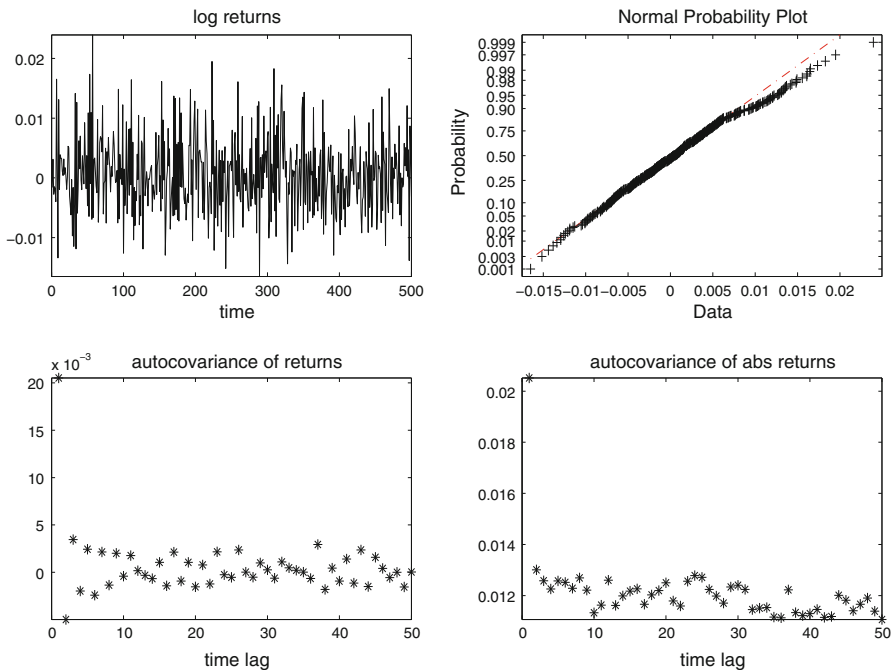 log returns
0.02
0.01
0
−0.01
0 100 200 300 400 500
time
Normal Probability Plot
Probability
0.999
0.997
0.99
0.98
0.95
0.90
0.75
0.50
0.25
0.10
0.05
0.02
0.01
0.003
0.001
−0.015 −0.01 −0.005 0 0.005 0.01 0.015 0.02
Data
autocovariance of returns
x 10⁻³
20
15
10
5
0
0 10 20 30 40 50
time lag
autocovariance of abs returns
0.02
0.018
0.016
0.014
0.012
0 10 20 30 40 50
time lag